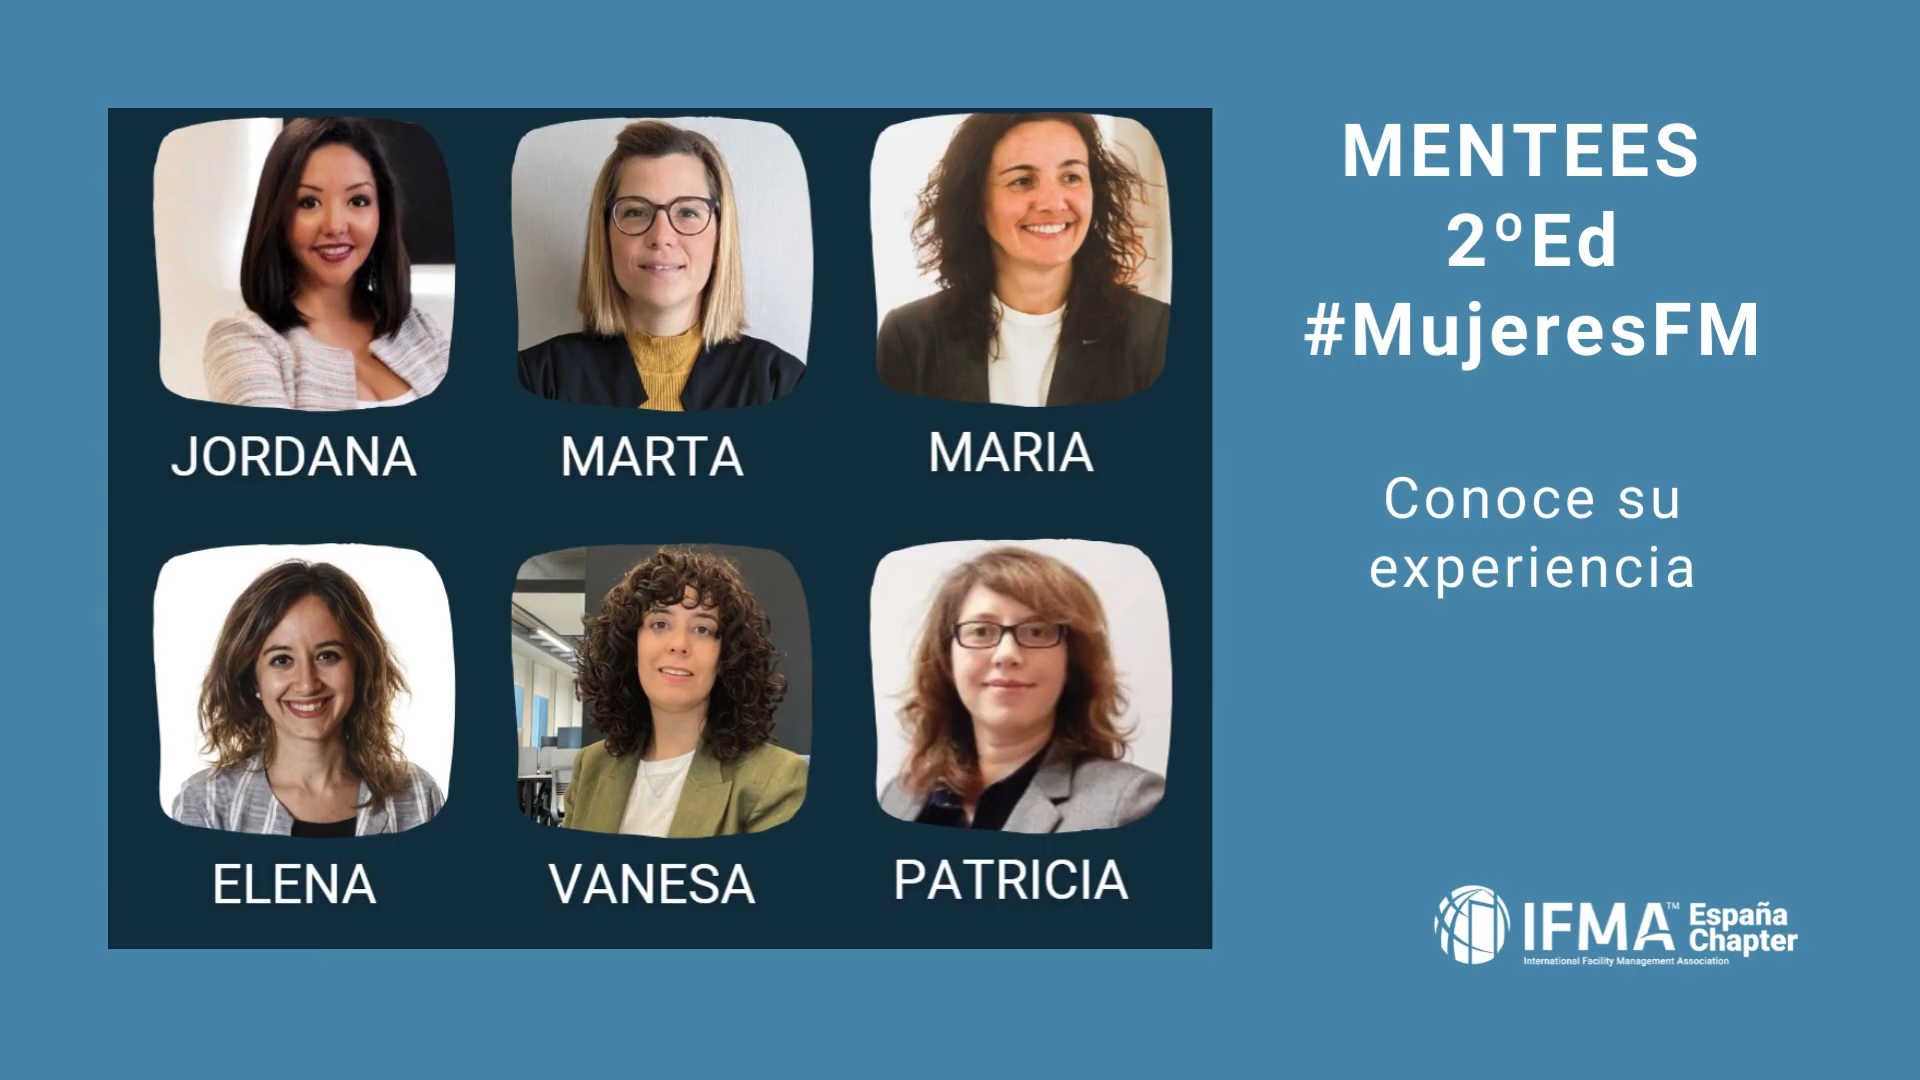 JORDANA
MARTA
MARIA
ELENA
VANESA
PATRICIA
MENTEES
2ºEd
#MujeresFM
Conoce su
experiencia
IFMA™ España
Chapter
International Facility Management Association